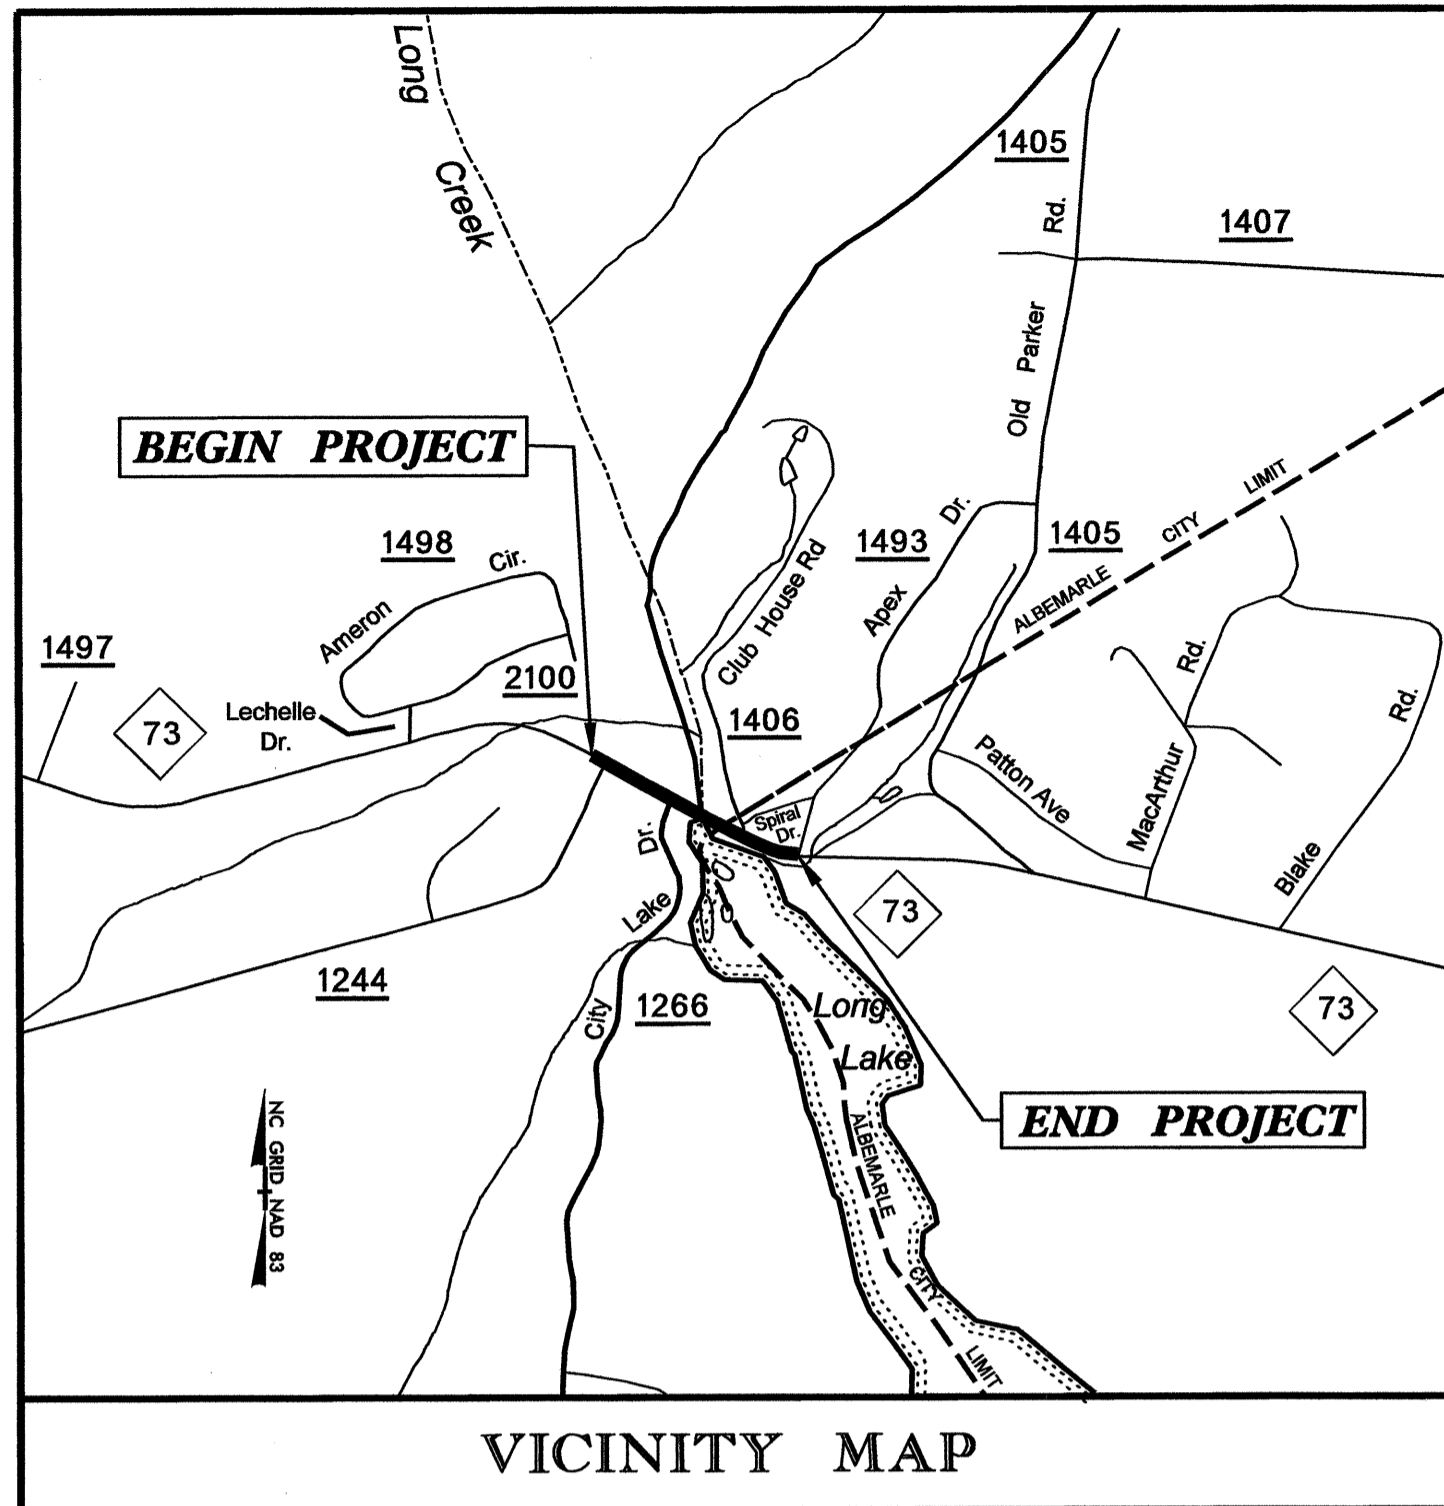 Long
Creek
1405
Rd.
1407
Old Parker
BEGIN PROJECT
ALBEMARLE CITY LIMIT
1498
Ameron Cir.
1493
Apex Dr.
1405
Club House Rd
1497
2100
Rd.
Lechelle
Dr.
73
1406
Rd.
Patton Ave
MacArthur
Spiral
Dr.
Blake
Dr.
Lake
City
73
1244
1266
Long
Lake
73
NC GRID NAD 83
END PROJECT
ALBEMARLE
CITY
LIMIT
VICINITY MAP